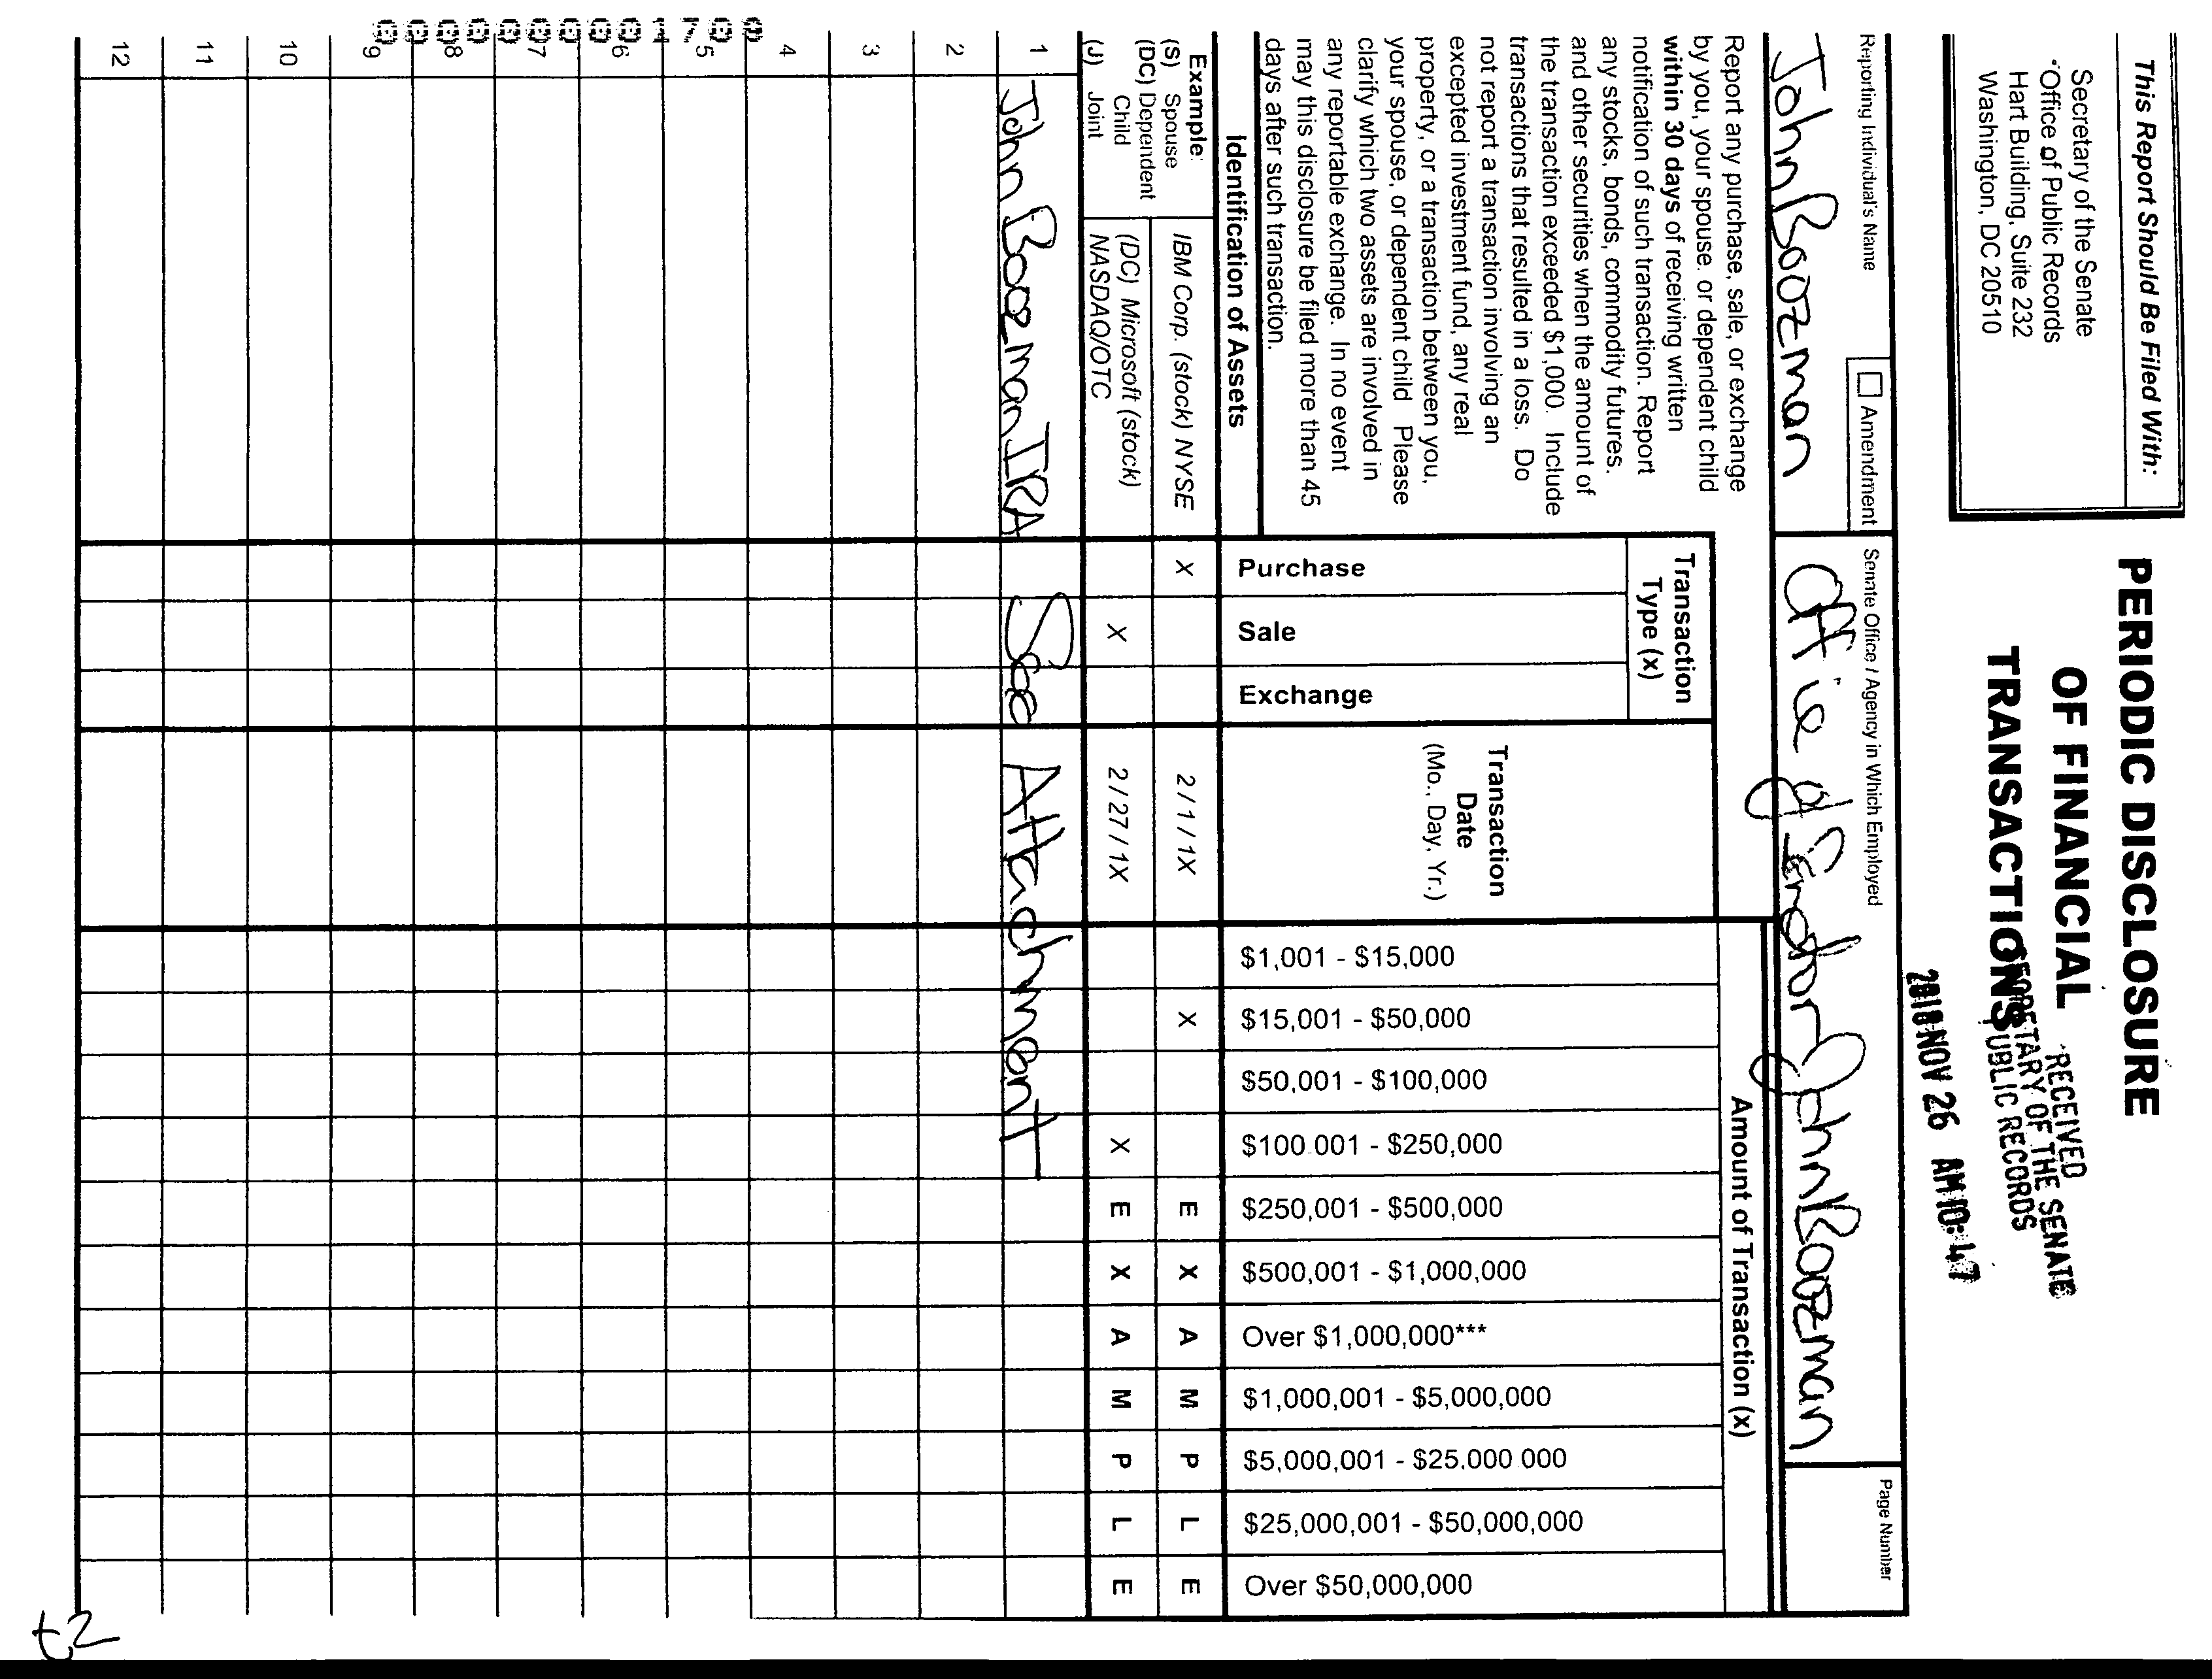 This Report Should Be Filed With:
Secretary of the Senate
Office of Public Records
Hart Building, Suite 232
Washington, DC 20510
PERIODIC DISCLOSURE
OF FINANCIAL
TRANSACTIONS
RECEIVED
SECRETARY OF THE SENATE
PUBLIC RECORDS
2018 NOV 26 AM 10:47
Reporting Individual's Name
John Boozman
Amendment
Senate Office / Agency in Which Employed
Office of Senator John Boozman
Page Number
Report any purchase, sale, or exchange
by you, your spouse, or dependent child
within 30 days of receiving written
notification of such transaction. Report
any stocks, bonds, commodity futures,
and other securities when the amount of
the transaction exceeded $1,000. Include
transactions that resulted in a loss. Do
not report a transaction involving an
excepted investment fund, any real
property, or a transaction between you,
your spouse, or dependent child Please
clarify which two assets are involved in
any reportable exchange. In no event
may this disclosure be filed more than 45
days after such transaction.
Transaction
Type (x)
Transaction
Date
(Mo., Day, Yr.)
Amount of Transaction (x)
Identification of Assets
Purchase
Sale
Exchange
$1,001 - $15,000
$15,001 - $50,000
$50,001 - $100,000
$100.001 - $250,000
$250,001 - $500,000
$500,001 - $1,000,000
Over $1,000,000***
$1,000,001 - $5,000,000
$5,000,001 - $25,000.000
$25,000,001 - $50,000,000
Over $50,000,000
Example:
(S) Spouse
(DC) Dependent
Child
(J) Joint
IBM Corp. (stock) NYSE X 2/1/1X X E X A M P L E
(DC) Microsoft (stock)
NASDAQ/OTC X 2/27/1X X E X A M P L E
1 John Boozman IRA See Attachment
2
3
4
5
6
7
8
9
10
11
12
0000000001700
t2